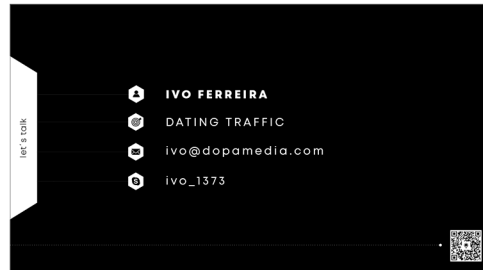 let's talk
IVO FERREIRA
DATING TRAFFIC
ivo@dopamedia.com
ivo_1373